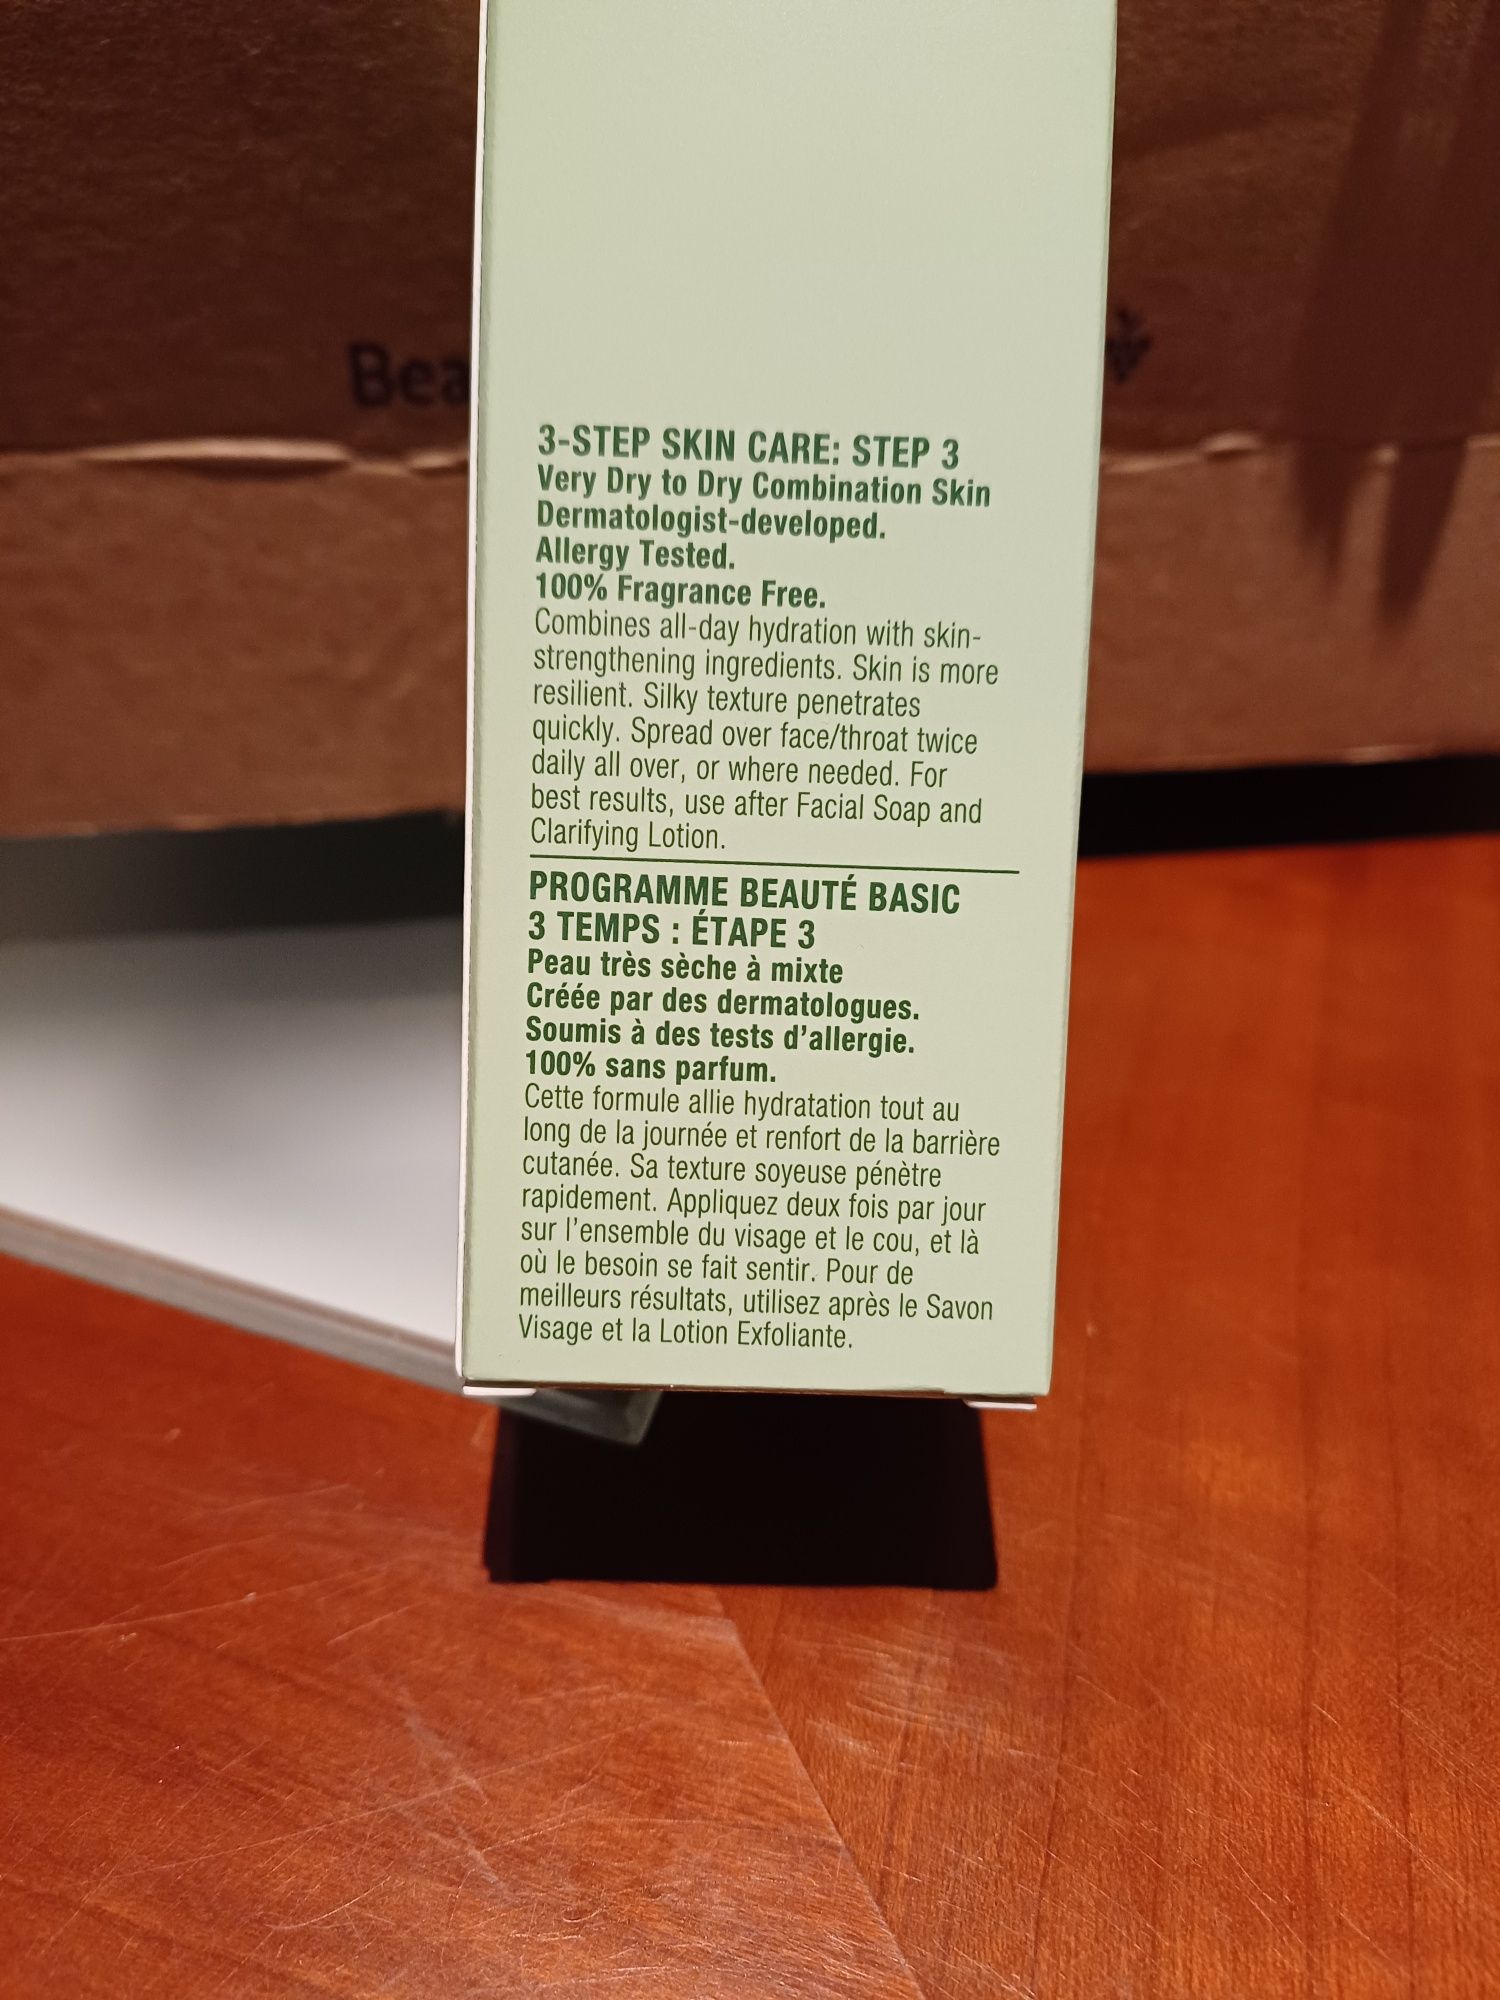 Bea
3-STEP SKIN CARE: STEP 3
Very Dry to Dry Combination Skin
Dermatologist-developed.
Allergy Tested.
100% Fragrance Free.
Combines all-day hydration with skin-
strengthening ingredients. Skin is more
resilient. Silky texture penetrates
quickly. Spread over face/throat twice
daily all over, or where needed. For
best results, use after Facial Soap and
Clarifying Lotion.
PROGRAMME BEAUTÉ BASIC
3 TEMPS : ÉTAPE 3
Peau très sèche à mixte
Créée par des dermatologues.
Soumis à des tests d'allergie.
100% sans parfum.
Cette formule allie hydratation tout au
long de la journée et renfort de la barrière
cutanée. Sa texture soyeuse pénètre
rapidement. Appliquez deux fois par jour
sur l'ensemble du visage et le cou, et là
où le besoin se fait sentir. Pour de
meilleurs résultats, utilisez après le Savon
Visage et la Lotion Exfoliante.